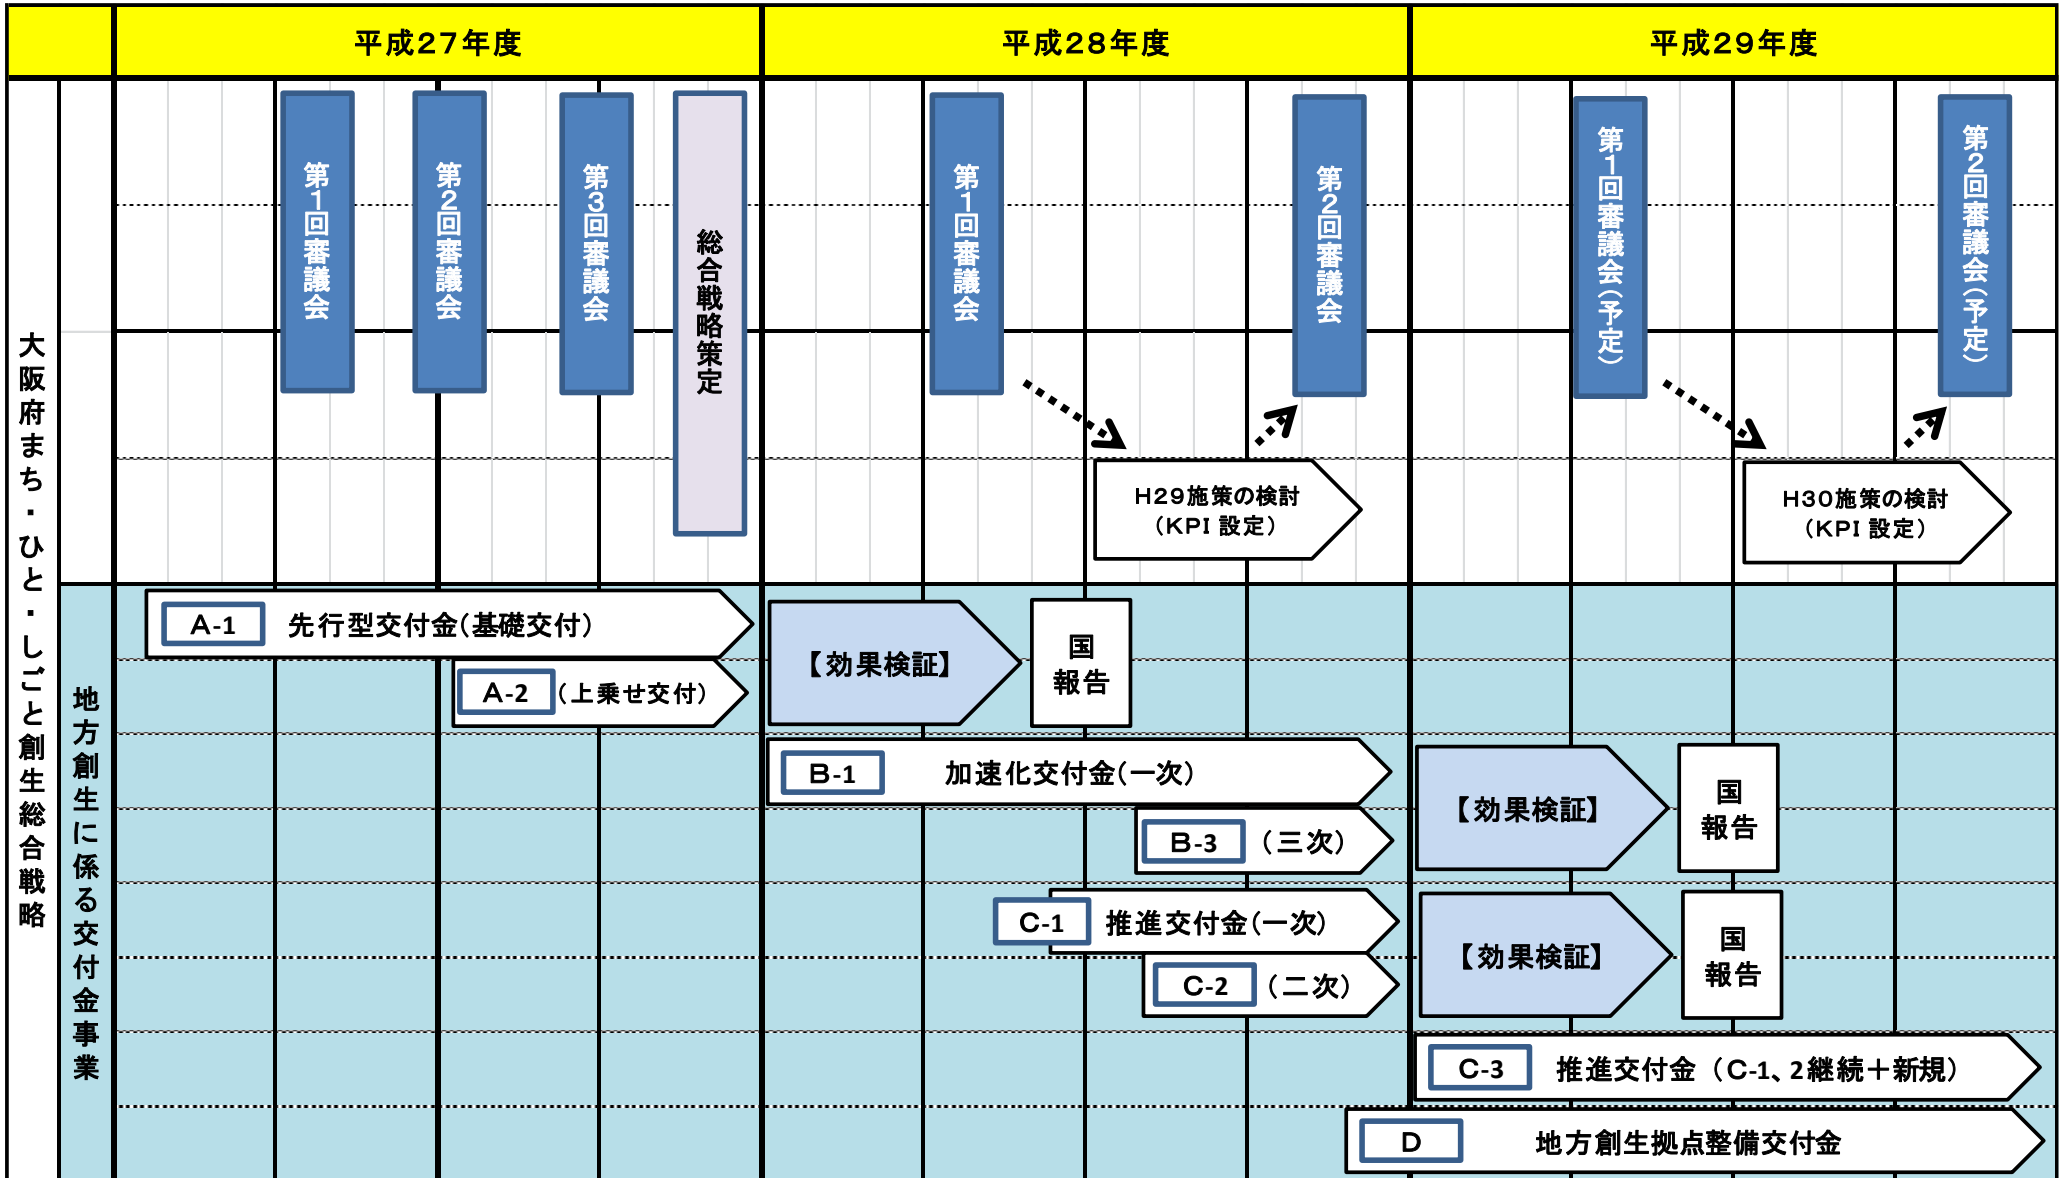 平成27年度
平成28年度
平成29年度
大阪府まち・ひと・しごと創生総合戦略
第1回審議会
第2回審議会
第3回審議会
総合戦略策定
第1回審議会
第2回審議会
第1回審議会(予定)
第2回審議会(予定)
H29施策の検討
(KPI 設定)
H30施策の検討
(KPI 設定)
地方創生に係る交付金事業
A-1 先行型交付金(基礎交付)
A-2 (上乗せ交付)
【効果検証】
国
報告
B-1 加速化交付金(一次)
B-3 (三次)
【効果検証】
国
報告
C-1 推進交付金(一次)
C-2 (二次)
【効果検証】
国
報告
C-3 推進交付金(C-1、2継続+新規)
D 地方創生拠点整備交付金